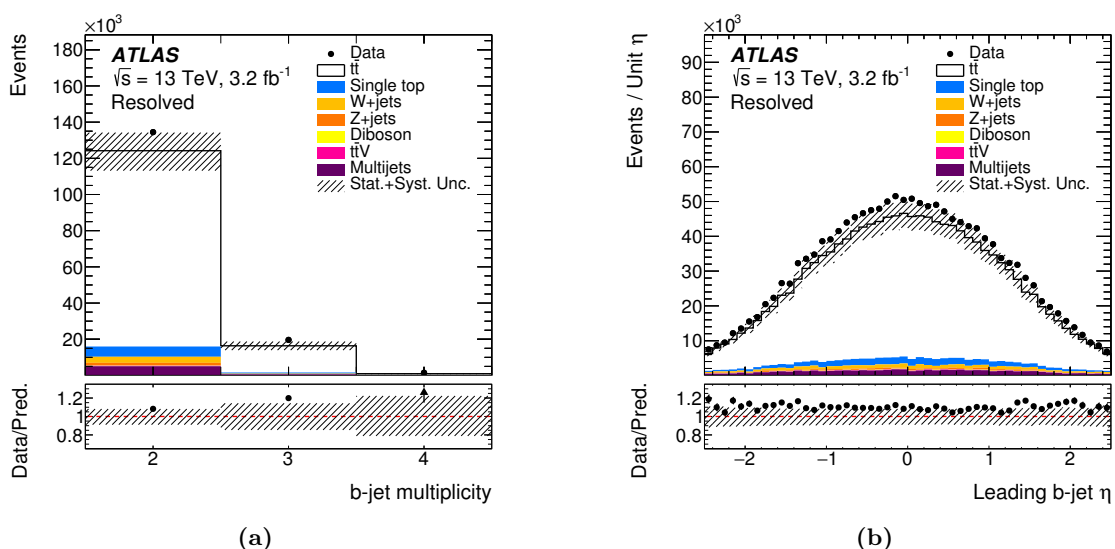 ×10³
Events
180
160
140
120
100
80
60
40
20
ATLAS
√s = 13 TeV, 3.2 fb⁻¹
Resolved
Data
tt̄
Single top
W+jets
Z+jets
Diboson
tt̄V
Multijets
Stat.+Syst. Unc.
Data/Pred.
1.2
1
0.8
2 3 4
b-jet multiplicity
(a)
×10³
Events / Unit η
100
90
80
70
60
50
40
30
20
10
ATLAS
√s = 13 TeV, 3.2 fb⁻¹
Resolved
Data
tt̄
Single top
W+jets
Z+jets
Diboson
tt̄V
Multijets
Stat.+Syst. Unc.
Data/Pred.
1.2
1
0.8
−2 −1 0 1 2
Leading b-jet η
(b)